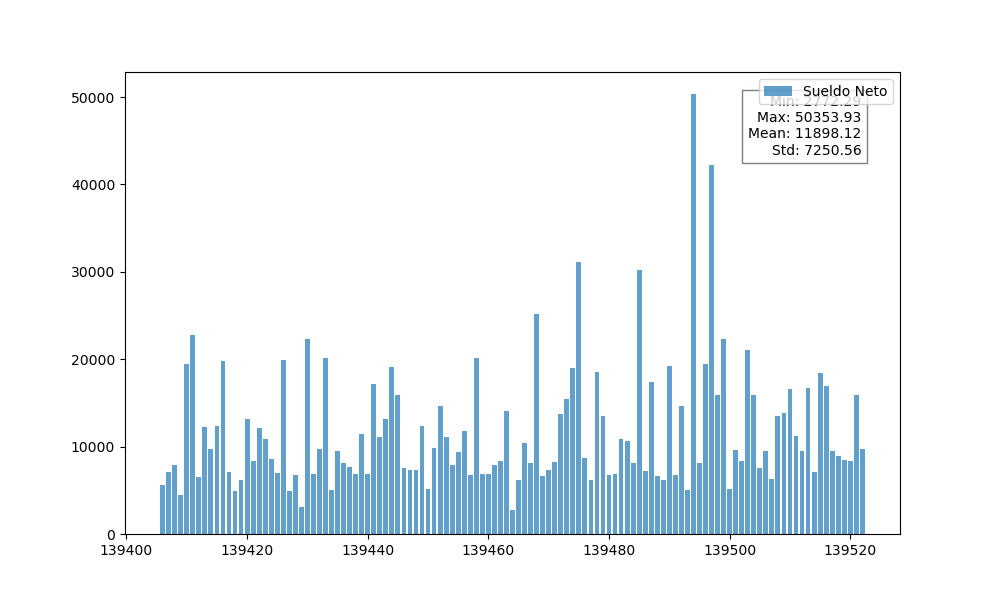 50000
40000
30000
20000
10000
0
139400 139420 139440 139460 139480 139500 139520
Sueldo Neto
Min: 2772.29
Max: 50353.93
Mean: 11898.12
Std: 7250.56